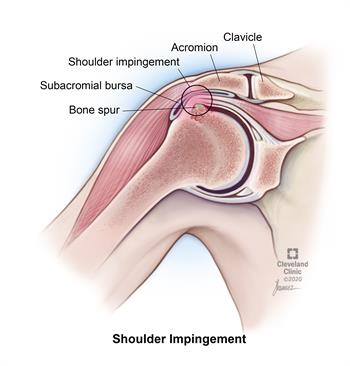 Clavicle
Acromion
Shoulder impingement
Subacromial bursa
Bone spur
Cleveland
Clinic
©2020
Shoulder Impingement